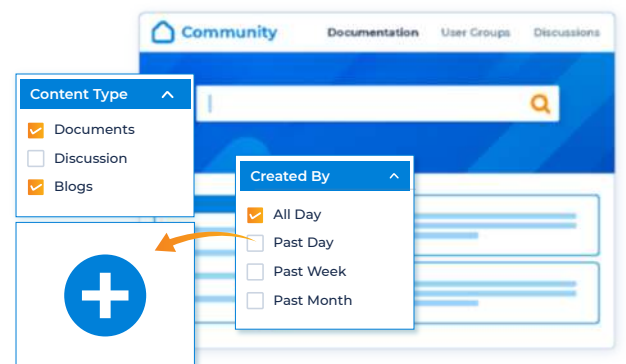 Community
Documentation
User Groups
Discussions
Content Type
Documents
Discussion
Blogs
Created By
All Day
Past Day
Past Week
Past Month